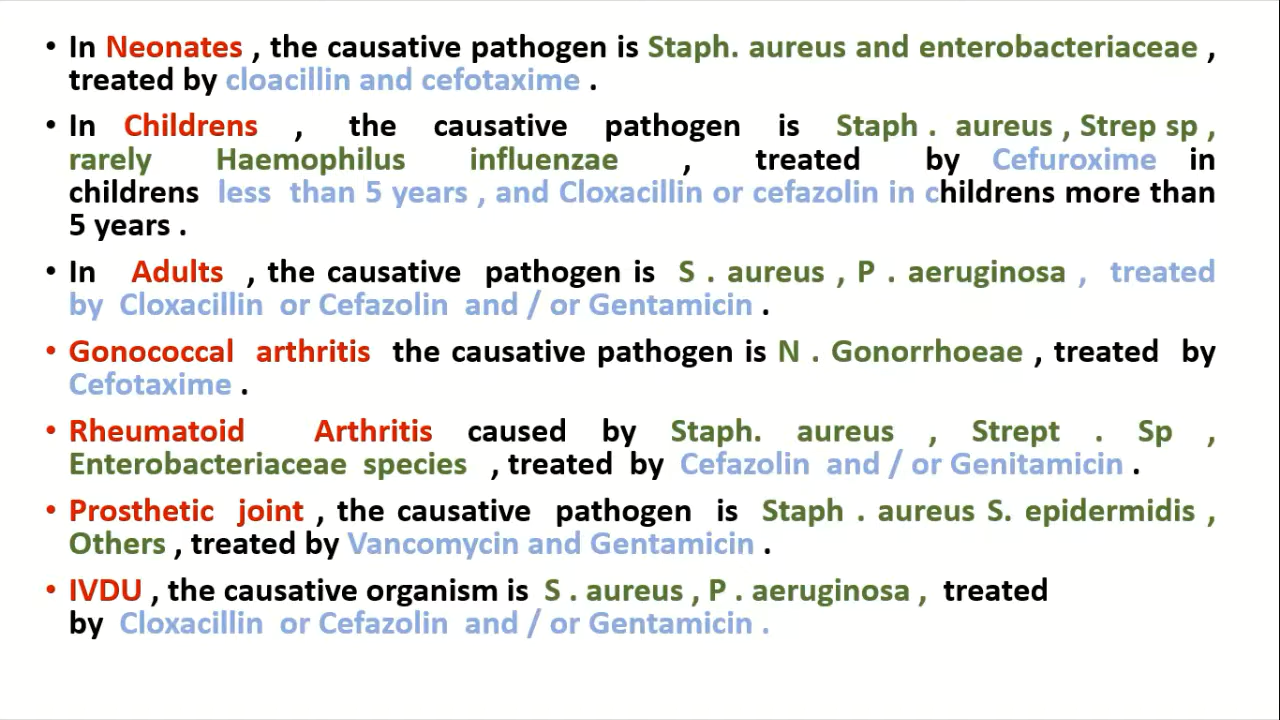 • In Neonates , the causative pathogen is Staph. aureus and enterobacteriaceae ,
treated by cloacillin and cefotaxime .
• In Childrens , the causative pathogen is Staph . aureus , Strep sp ,
rarely Haemophilus influenzae , treated by Cefuroxime in
childrens less than 5 years , and Cloxacillin or cefazolin in childrens more than
5 years .
• In Adults , the causative pathogen is S . aureus , P . aeruginosa , treated
by Cloxacillin or Cefazolin and / or Gentamicin .
• Gonococcal arthritis the causative pathogen is N . Gonorrhoeae , treated by
Cefotaxime .
• Rheumatoid Arthritis caused by Staph. aureus , Strept . Sp ,
Enterobacteriaceae species , treated by Cefazolin and / or Genitamicin .
• Prosthetic joint , the causative pathogen is Staph . aureus S. epidermidis ,
Others , treated by Vancomycin and Gentamicin .
• IVDU , the causative organism is S . aureus , P . aeruginosa , treated
by Cloxacillin or Cefazolin and / or Gentamicin .